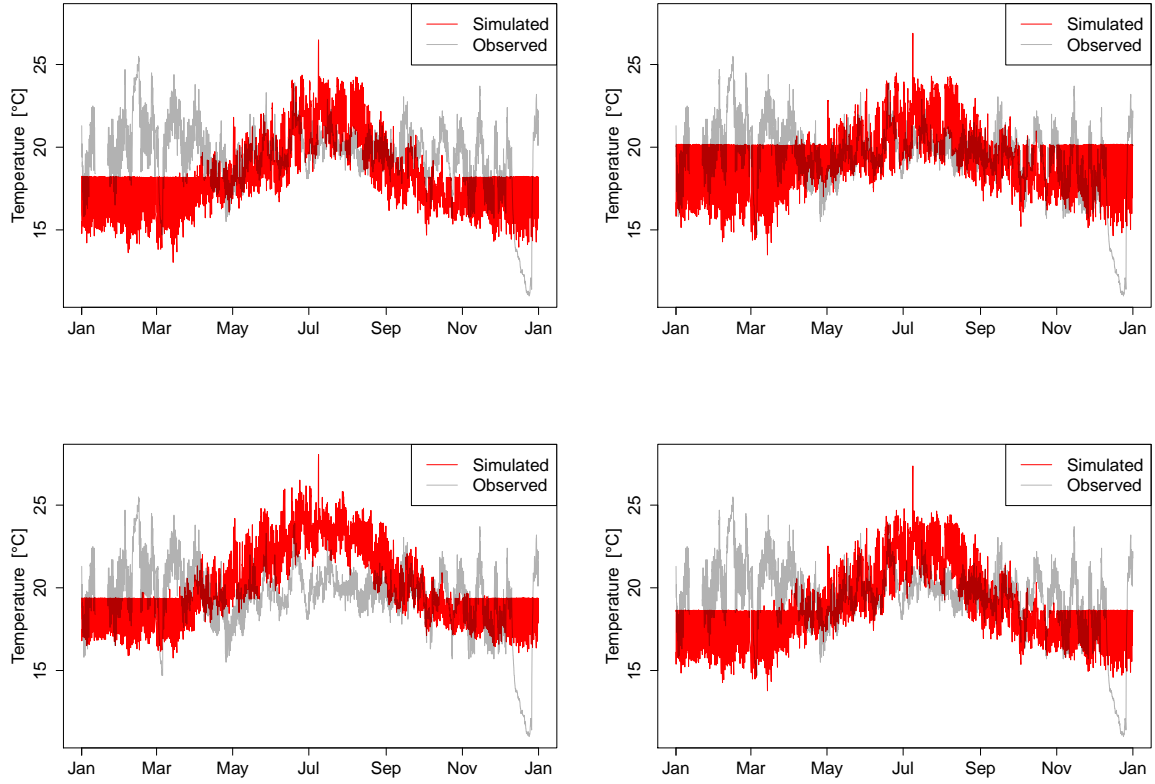 Simulated
Observed
Temperature [°C]
25
20
15
Jan Mar May Jul Sep Nov Jan
Simulated
Observed
Temperature [°C]
25
20
15
Jan Mar May Jul Sep Nov Jan
Simulated
Observed
Temperature [°C]
25
20
15
Jan Mar May Jul Sep Nov Jan
Simulated
Observed
Temperature [°C]
25
20
15
Jan Mar May Jul Sep Nov Jan